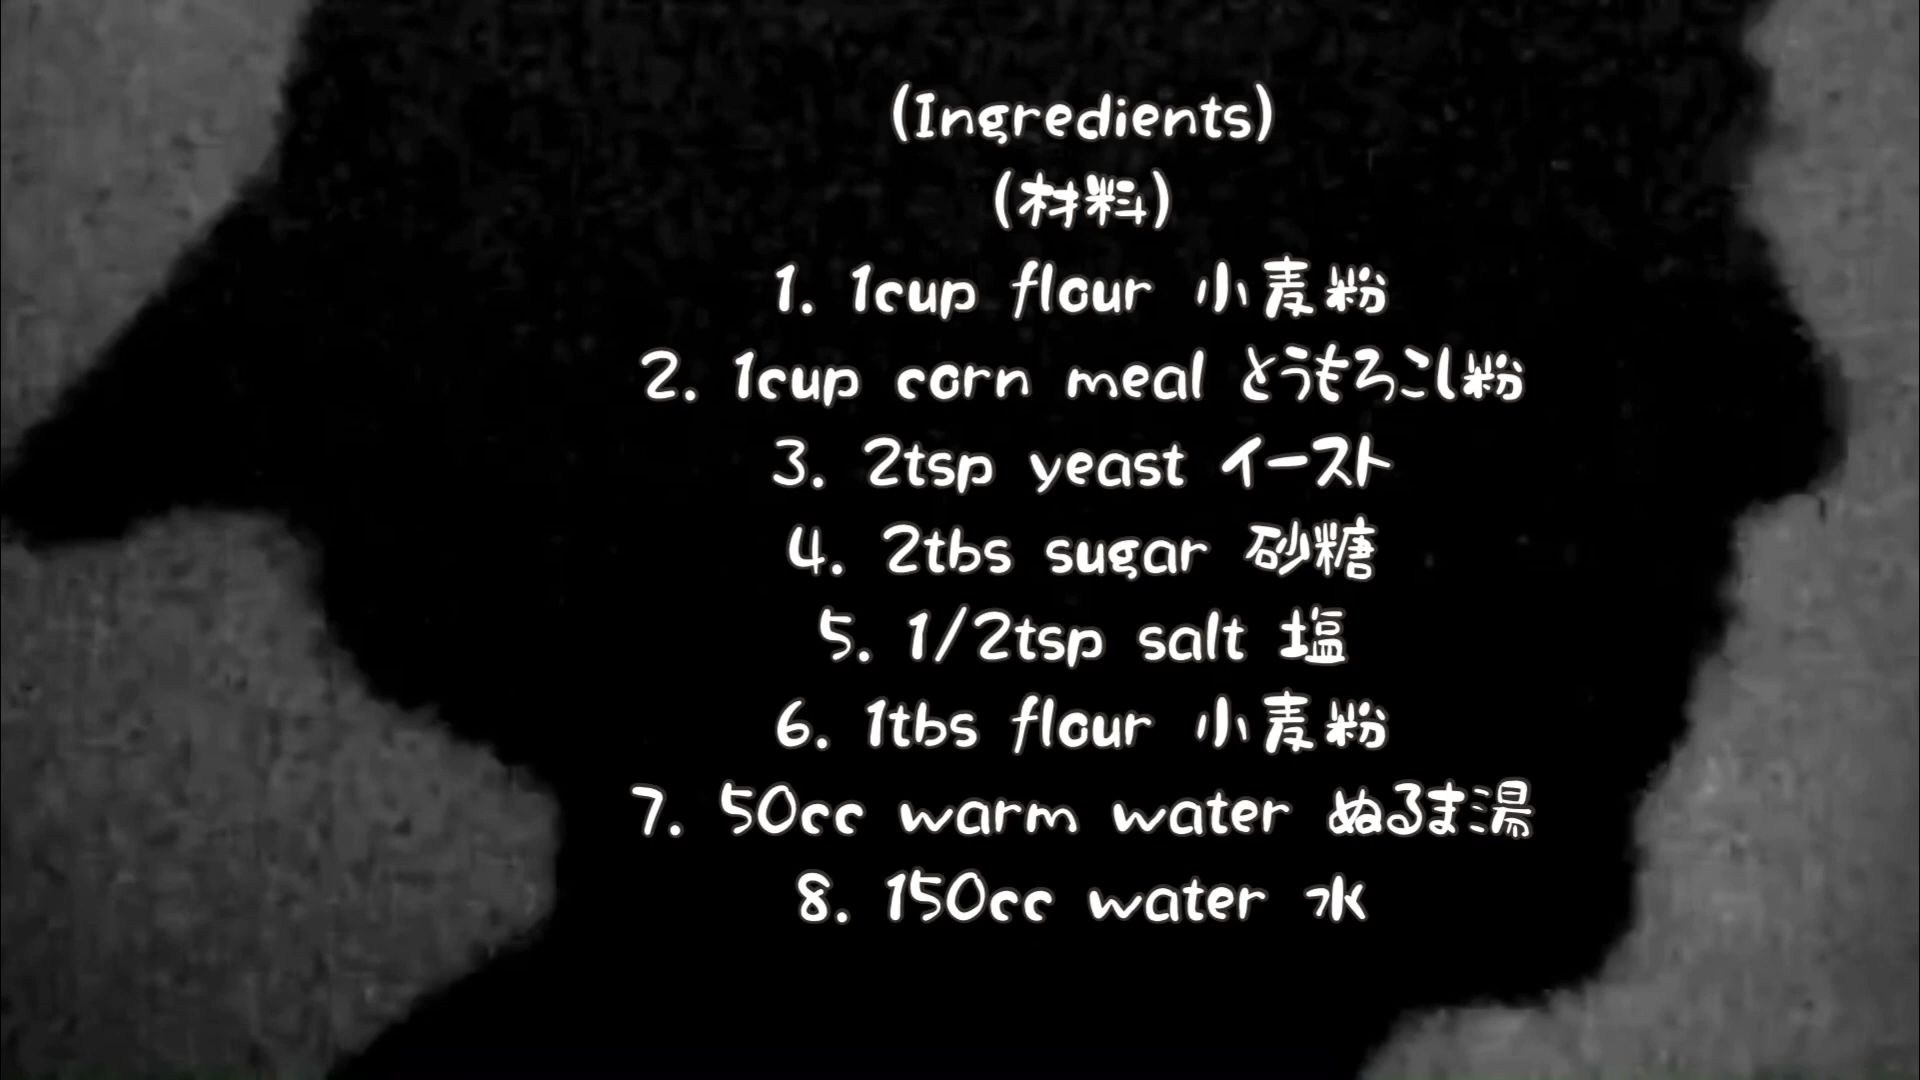 (Ingredients)
(材料)
1. 1cup flour 小麦粉
2. 1cup corn meal とうもろこし粉
3. 2tsp yeast イースト
4. 2tbs sugar 砂糖
5. 1/2tsp salt 塩
6. 1tbs flour 小麦粉
7. 50cc warm water ぬるま湯
8. 150cc water 水